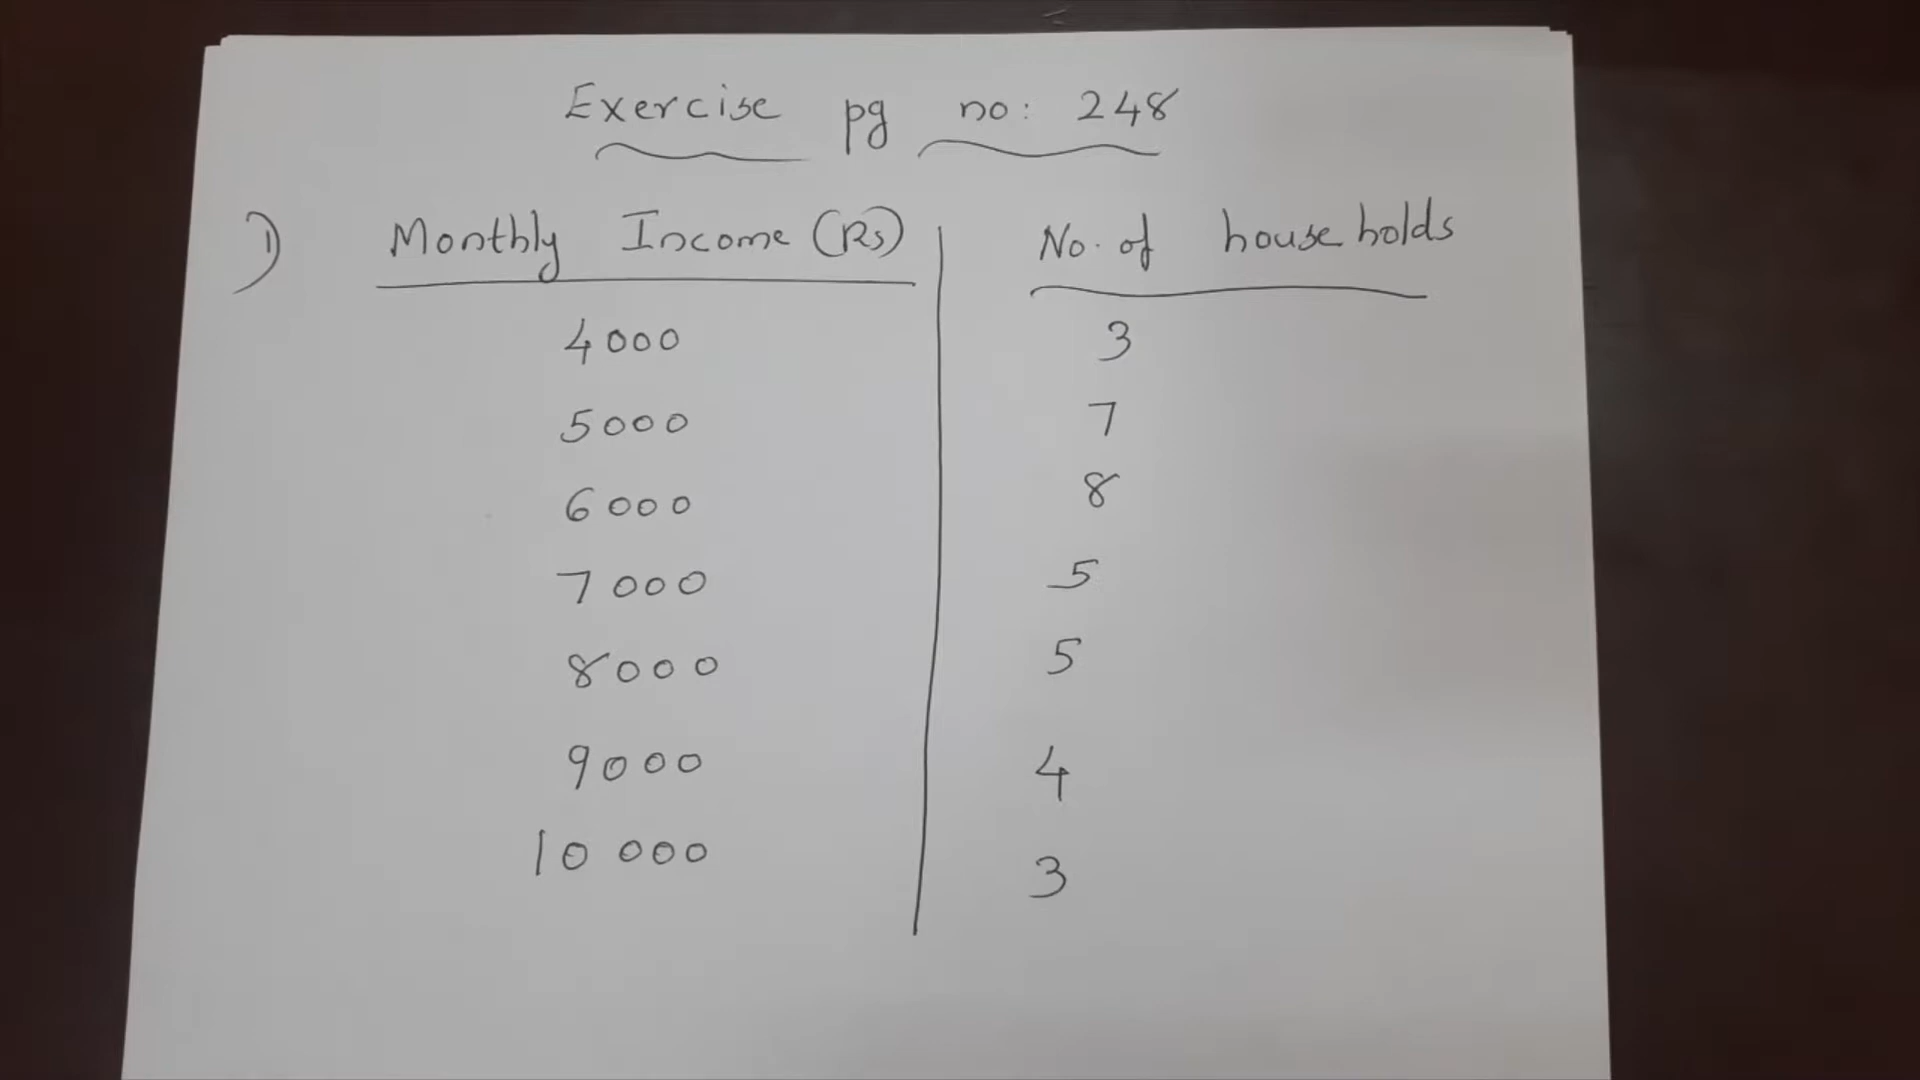 Exercise pg no: 248
1) Monthly Income (Rs) No. of households
4000 3
5000 7
6000 8
7000 5
8000 5
9000 4
10 000 3